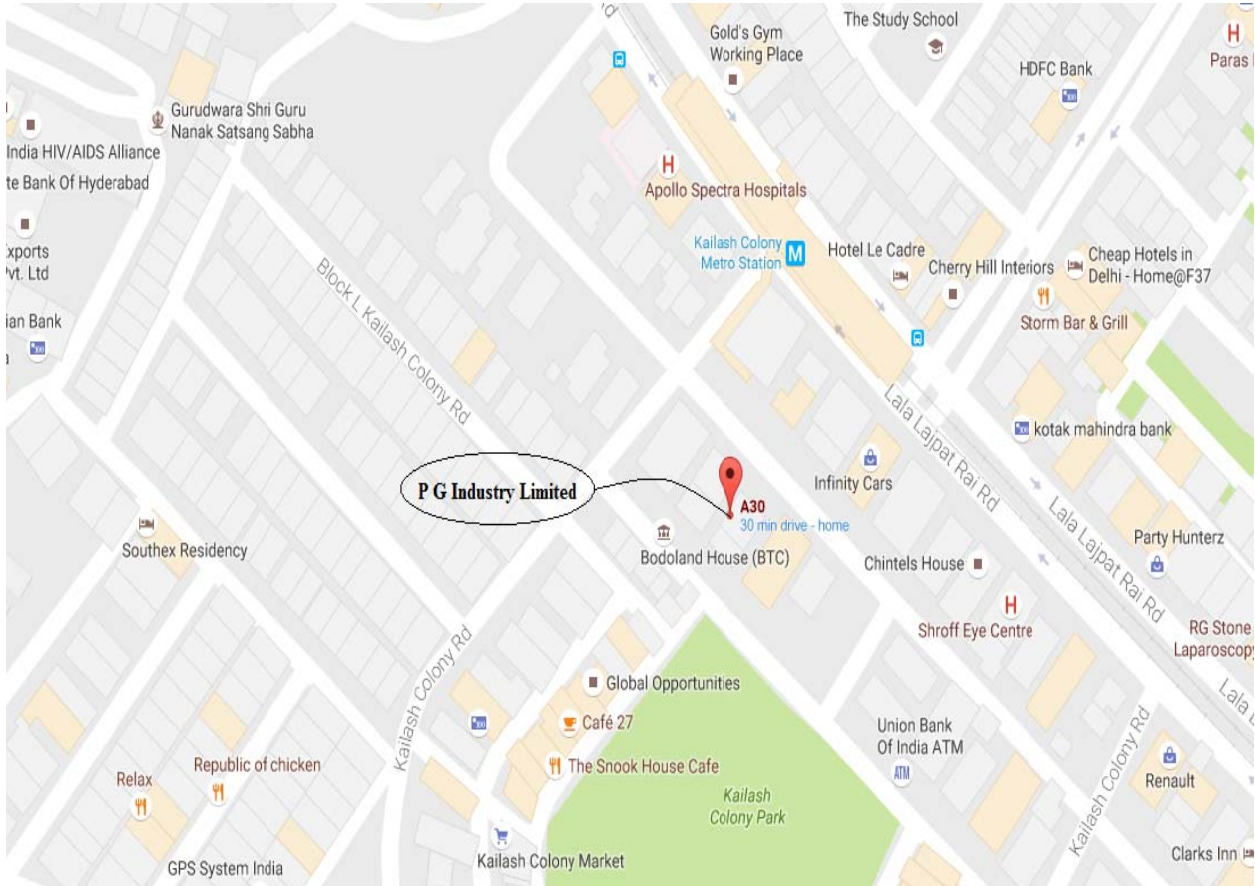 The Study School
Gold's Gym
Working Place
HDFC Bank
Paras
Gurudwara Shri Guru
Nanak Satsang Sabha
India HIV/AIDS Alliance
te Bank Of Hyderabad
Apollo Spectra Hospitals
Kailash Colony
Metro Station
M
Hotel Le Cadre
Cherry Hill Interiors
Cheap Hotels in
Delhi - Home@F37
Storm Bar & Grill
xports
Pvt. Ltd
ian Bank
Block L Kailash Colony Rd
Lala Lajpat Rai Rd
kotak mahindra bank
P G Industry Limited
A30
30 min drive - home
Infinity Cars
Bodoland House (BTC)
Chintels House
Lala Lajpat Rai Rd
Party Hunterz
Southex Residency
Shroff Eye Centre
RG Stone
Laparoscopy
Lala
Kailash Colony Rd
Global Opportunities
Café 27
The Snook House Cafe
Union Bank
Of India ATM
ATM
Kailash Colony Rd
Renault
Relax
Republic of chicken
Kailash
Colony Park
GPS System India
Kailash Colony Market
Clarks Inn